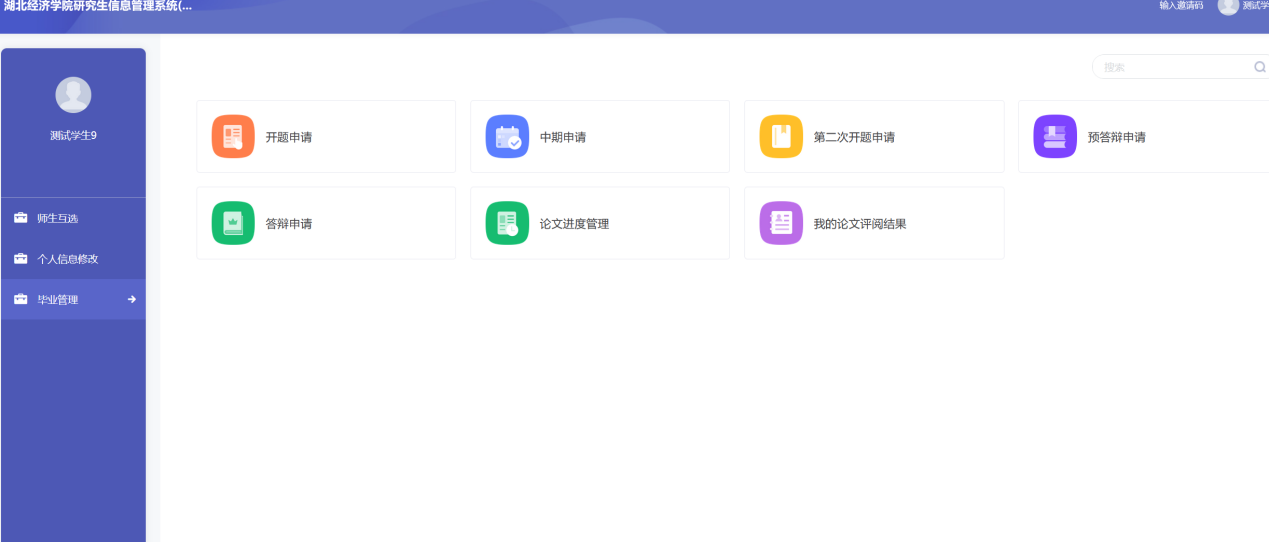 湖北经济学院研究生信息管理系统(...
输入邀请码
测试学
搜索
测试学生9
师生互选
个人信息修改
毕业管理
开题申请
中期申请
第二次开题申请
预答辩申请
答辩申请
论文进度管理
我的论文评阅结果